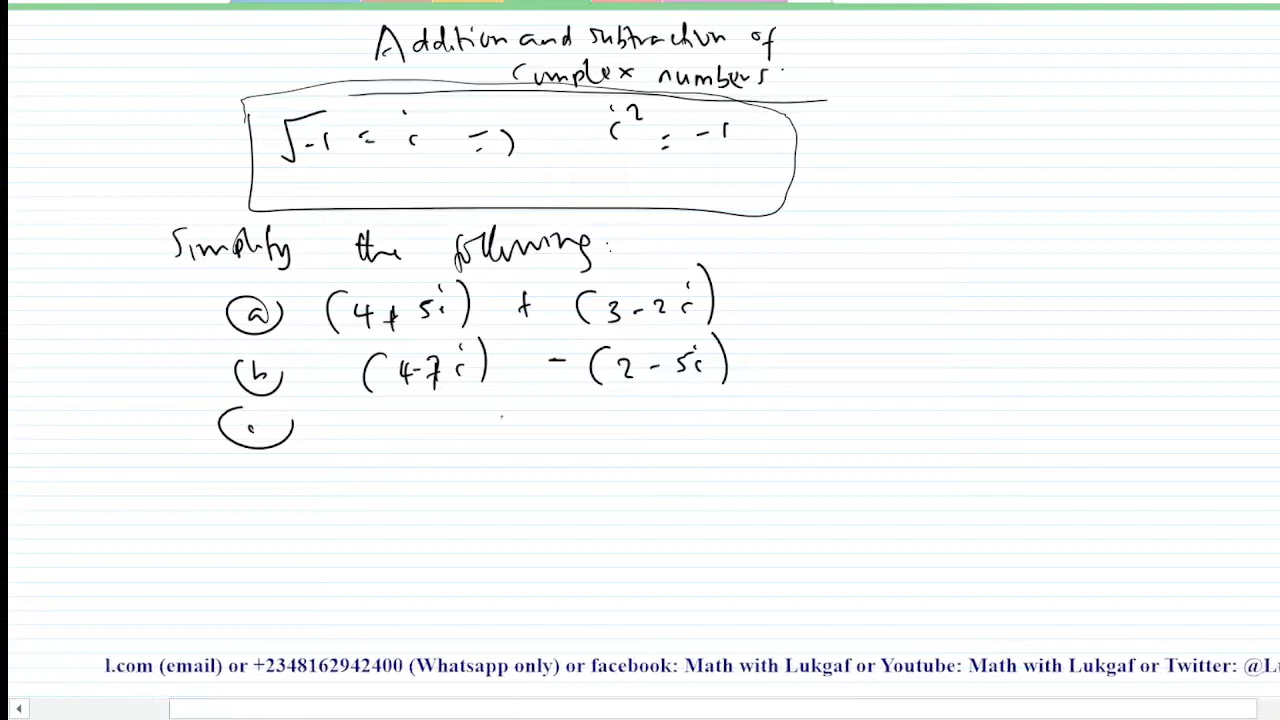 Addition and subtraction of
complex numbers.
√-1 = i => i² = -1
Simplify the following:
(a) (4+5i) + (3-2i)
(b) (4-7i) - (2-5i)
(c)
l.com (email) or +2348162942400 (Whatsapp only) or facebook: Math with Lukgaf or Youtube: Math with Lukgaf or Twitter: @L